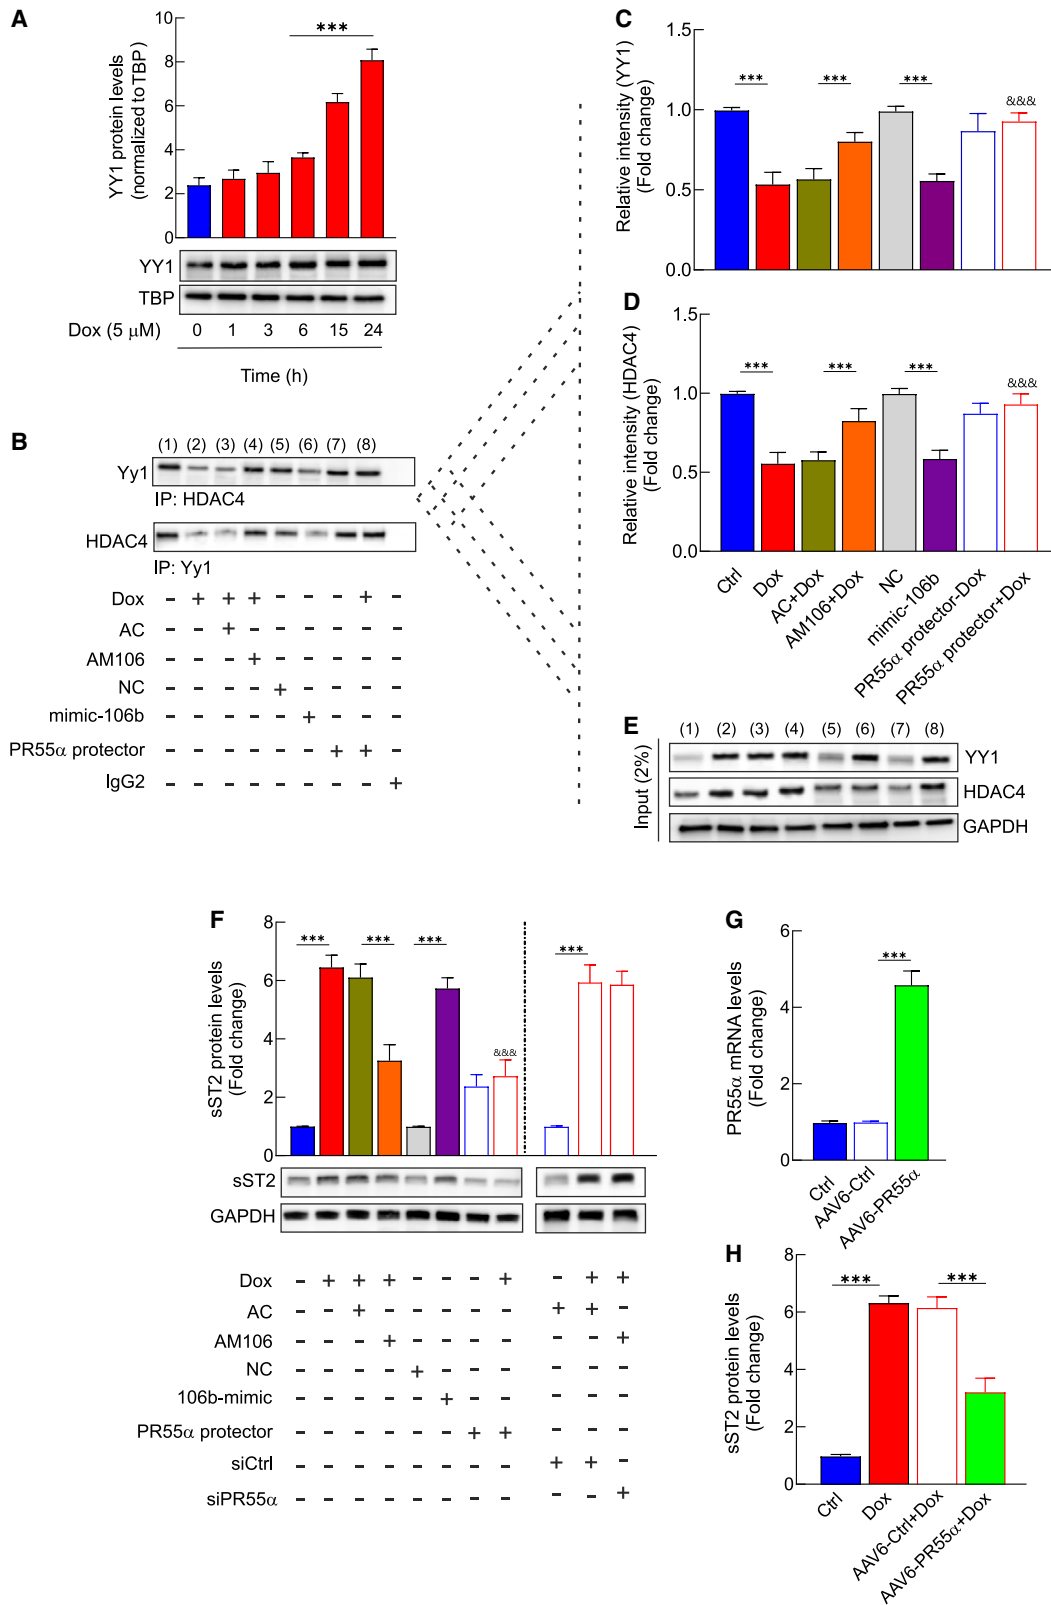 A
YY1 protein levels
(normalized to TBP)
10
8
6
4
2
0
***
YY1
TBP
Dox (5 μM) 0 1 3 6 15 24
Time (h)
B
(1) (2) (3) (4) (5) (6) (7) (8)
Yy1
IP: HDAC4
HDAC4
IP: Yy1
Dox – + + + – – – + –
AC – – + – – – – – –
AM106 – – – + – – – – –
NC – – – – + – – – –
mimic-106b – – – – – + – – –
PR55α protector – – – – – – + + –
IgG2 – – – – – – – – +
C
Relative intensity (YY1)
(Fold change)
1.5
1.0
0.5
0.0
*** *** *** &&&
D
Relative intensity (HDAC4)
(Fold change)
1.5
1.0
0.5
0.0
*** *** *** &&&
Ctrl
Dox
AC+Dox
AM106+Dox
NC
mimic-106b
PR55α protector-Dox
PR55α protector+Dox
E
(1) (2) (3) (4) (5) (6) (7) (8)
Input (2%)
YY1
HDAC4
GAPDH
F
sST2 protein levels
(Fold change)
8
6
4
2
0
*** *** *** &&& ***
sST2
GAPDH
Dox – + + + – – – + – + +
AC – – + – – – – – + + –
AM106 – – – + – – – – – – +
NC – – – – + – – – – – –
106b-mimic – – – – – + – – – – –
PR55α protector – – – – – – + + – – –
siCtrl – – – – – – – – + + –
siPR55α – – – – – – – – – – +
G
PR55α mRNA levels
(Fold change)
6
4
2
0
***
Ctrl
AAV6-Ctrl
AAV6-PR55α
H
sST2 protein levels
(Fold change)
8
6
4
2
0
*** ***
Ctrl
Dox
AAV6-Ctrl+Dox
AAV6-PR55α+Dox